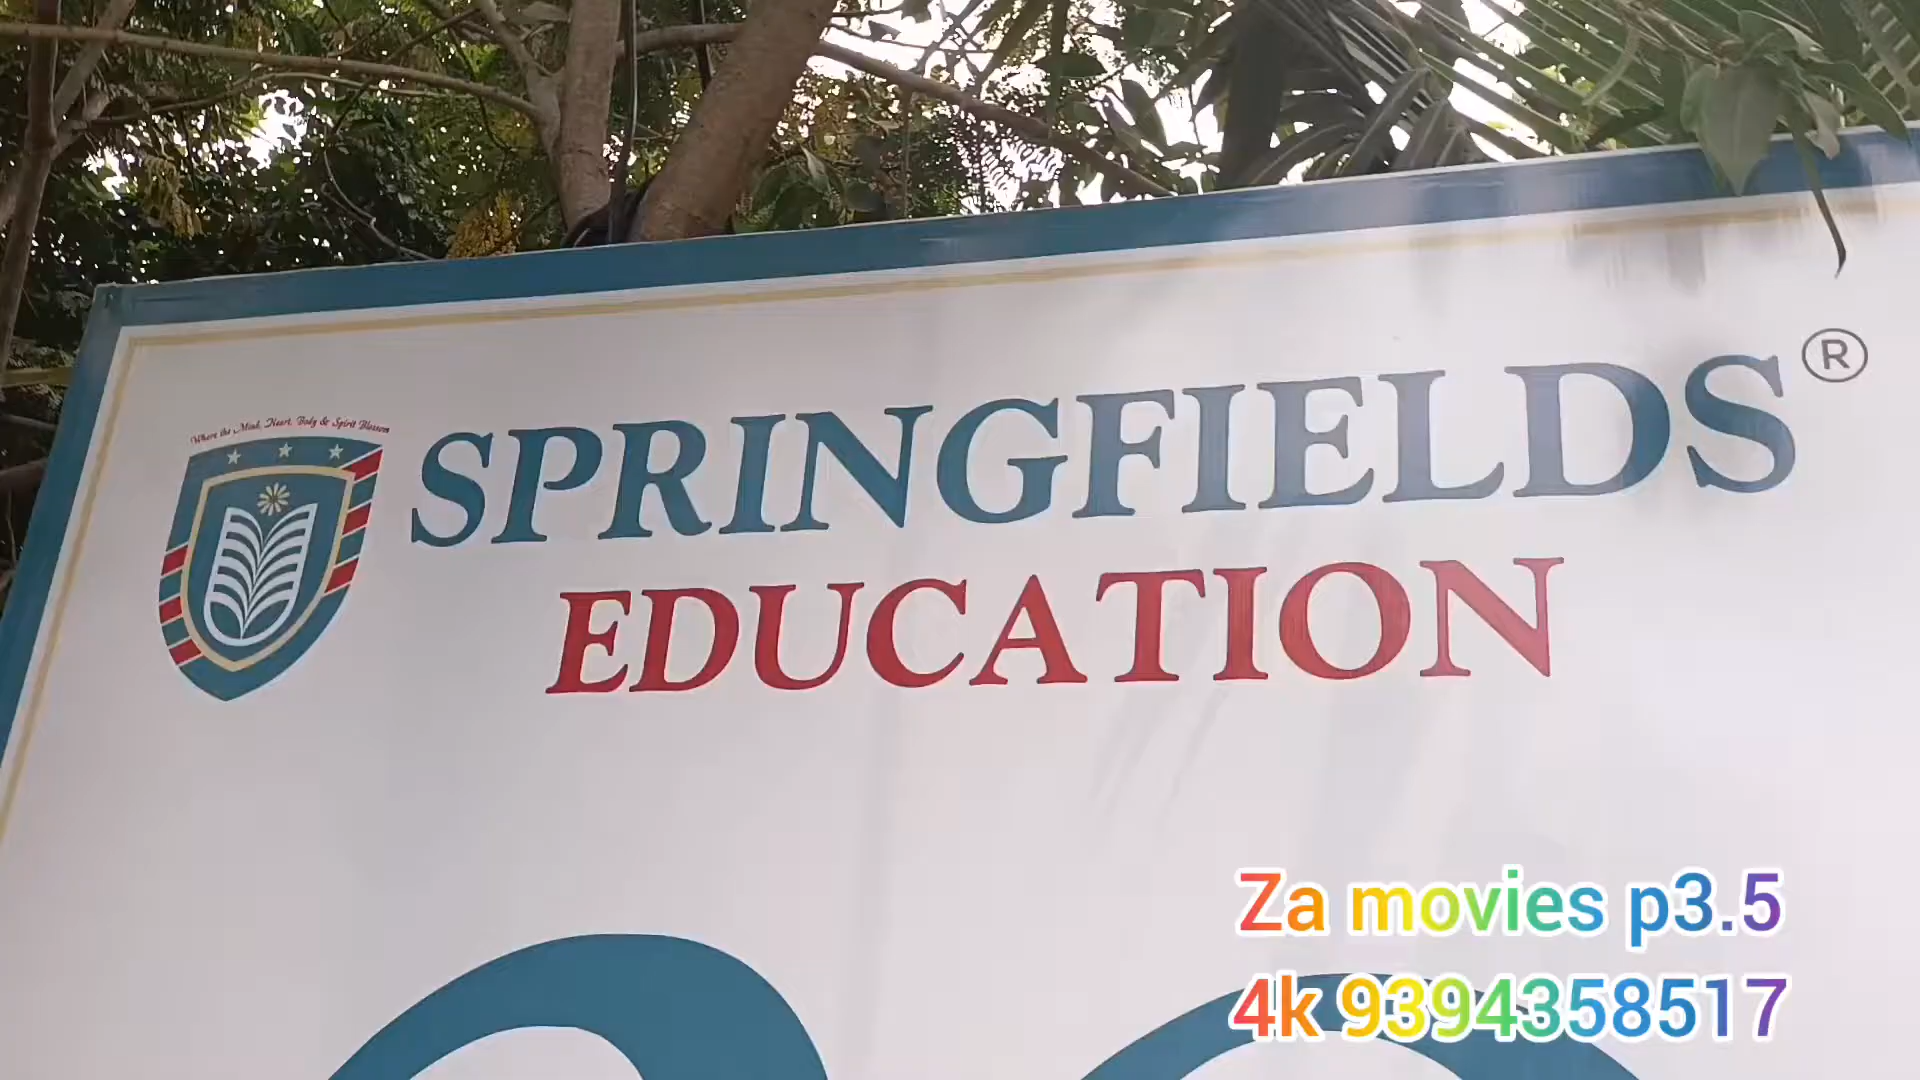 Where the Mind, Heart, Body & Spirit Blossom
SPRINGFIELDS®
EDUCATION
Za movies p3.5
4k 9394358517